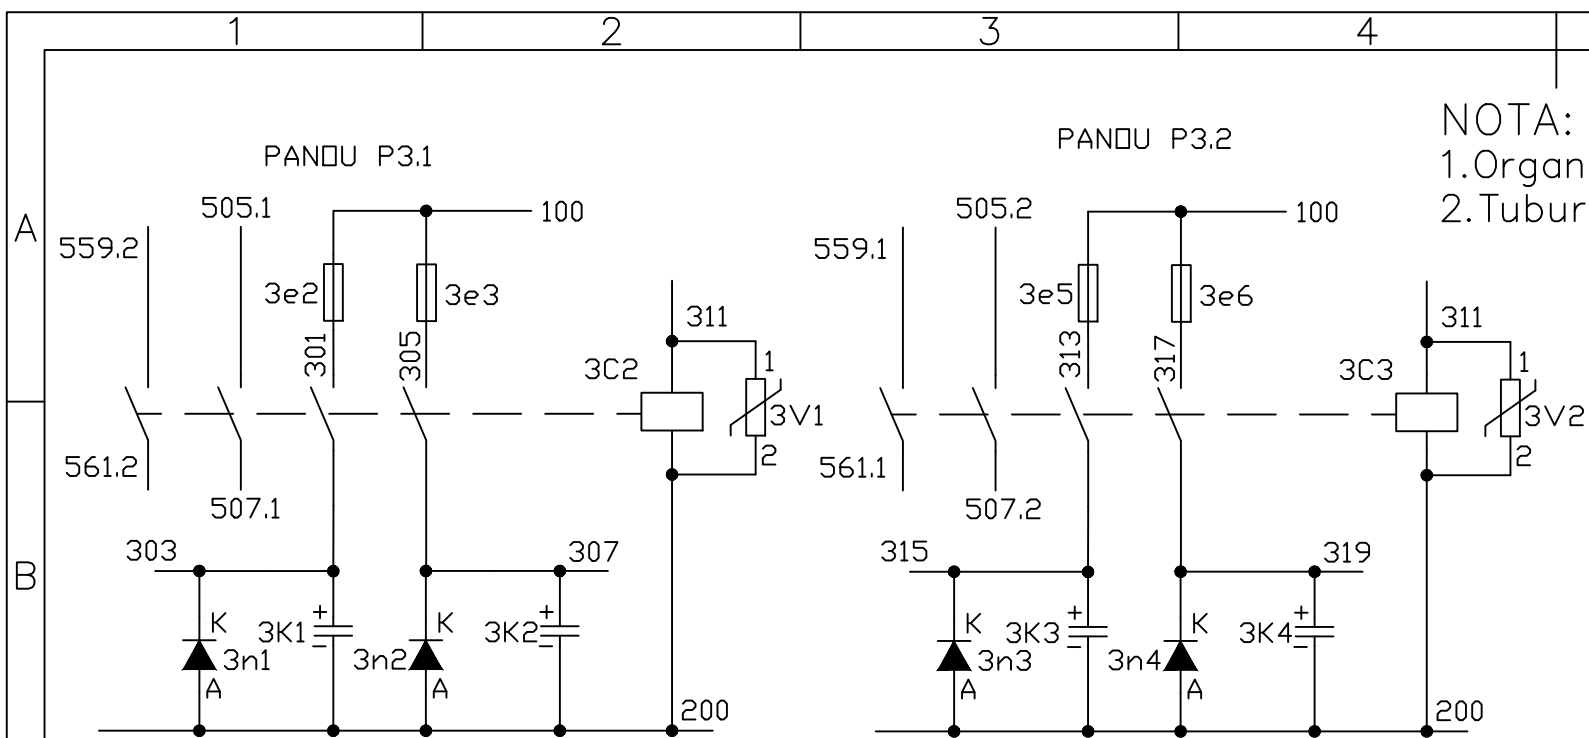 1 2 3 4
NOTA:
1.Organ
2.Tubur
PANOU P3.1
PANOU P3.2
A
B
505.1
100
559.2
3e2
3e3
301
305
311
3C2
1
3V1
2
561.2
507.1
303
307
K
+
3K1
-
3n1
A
K
+
3K2
-
3n2
A
200
505.2
100
559.1
3e5
3e6
313
317
311
3C3
1
3V2
2
561.1
507.2
315
319
K
+
3K3
-
3n3
A
K
+
3K4
-
3n4
A
200